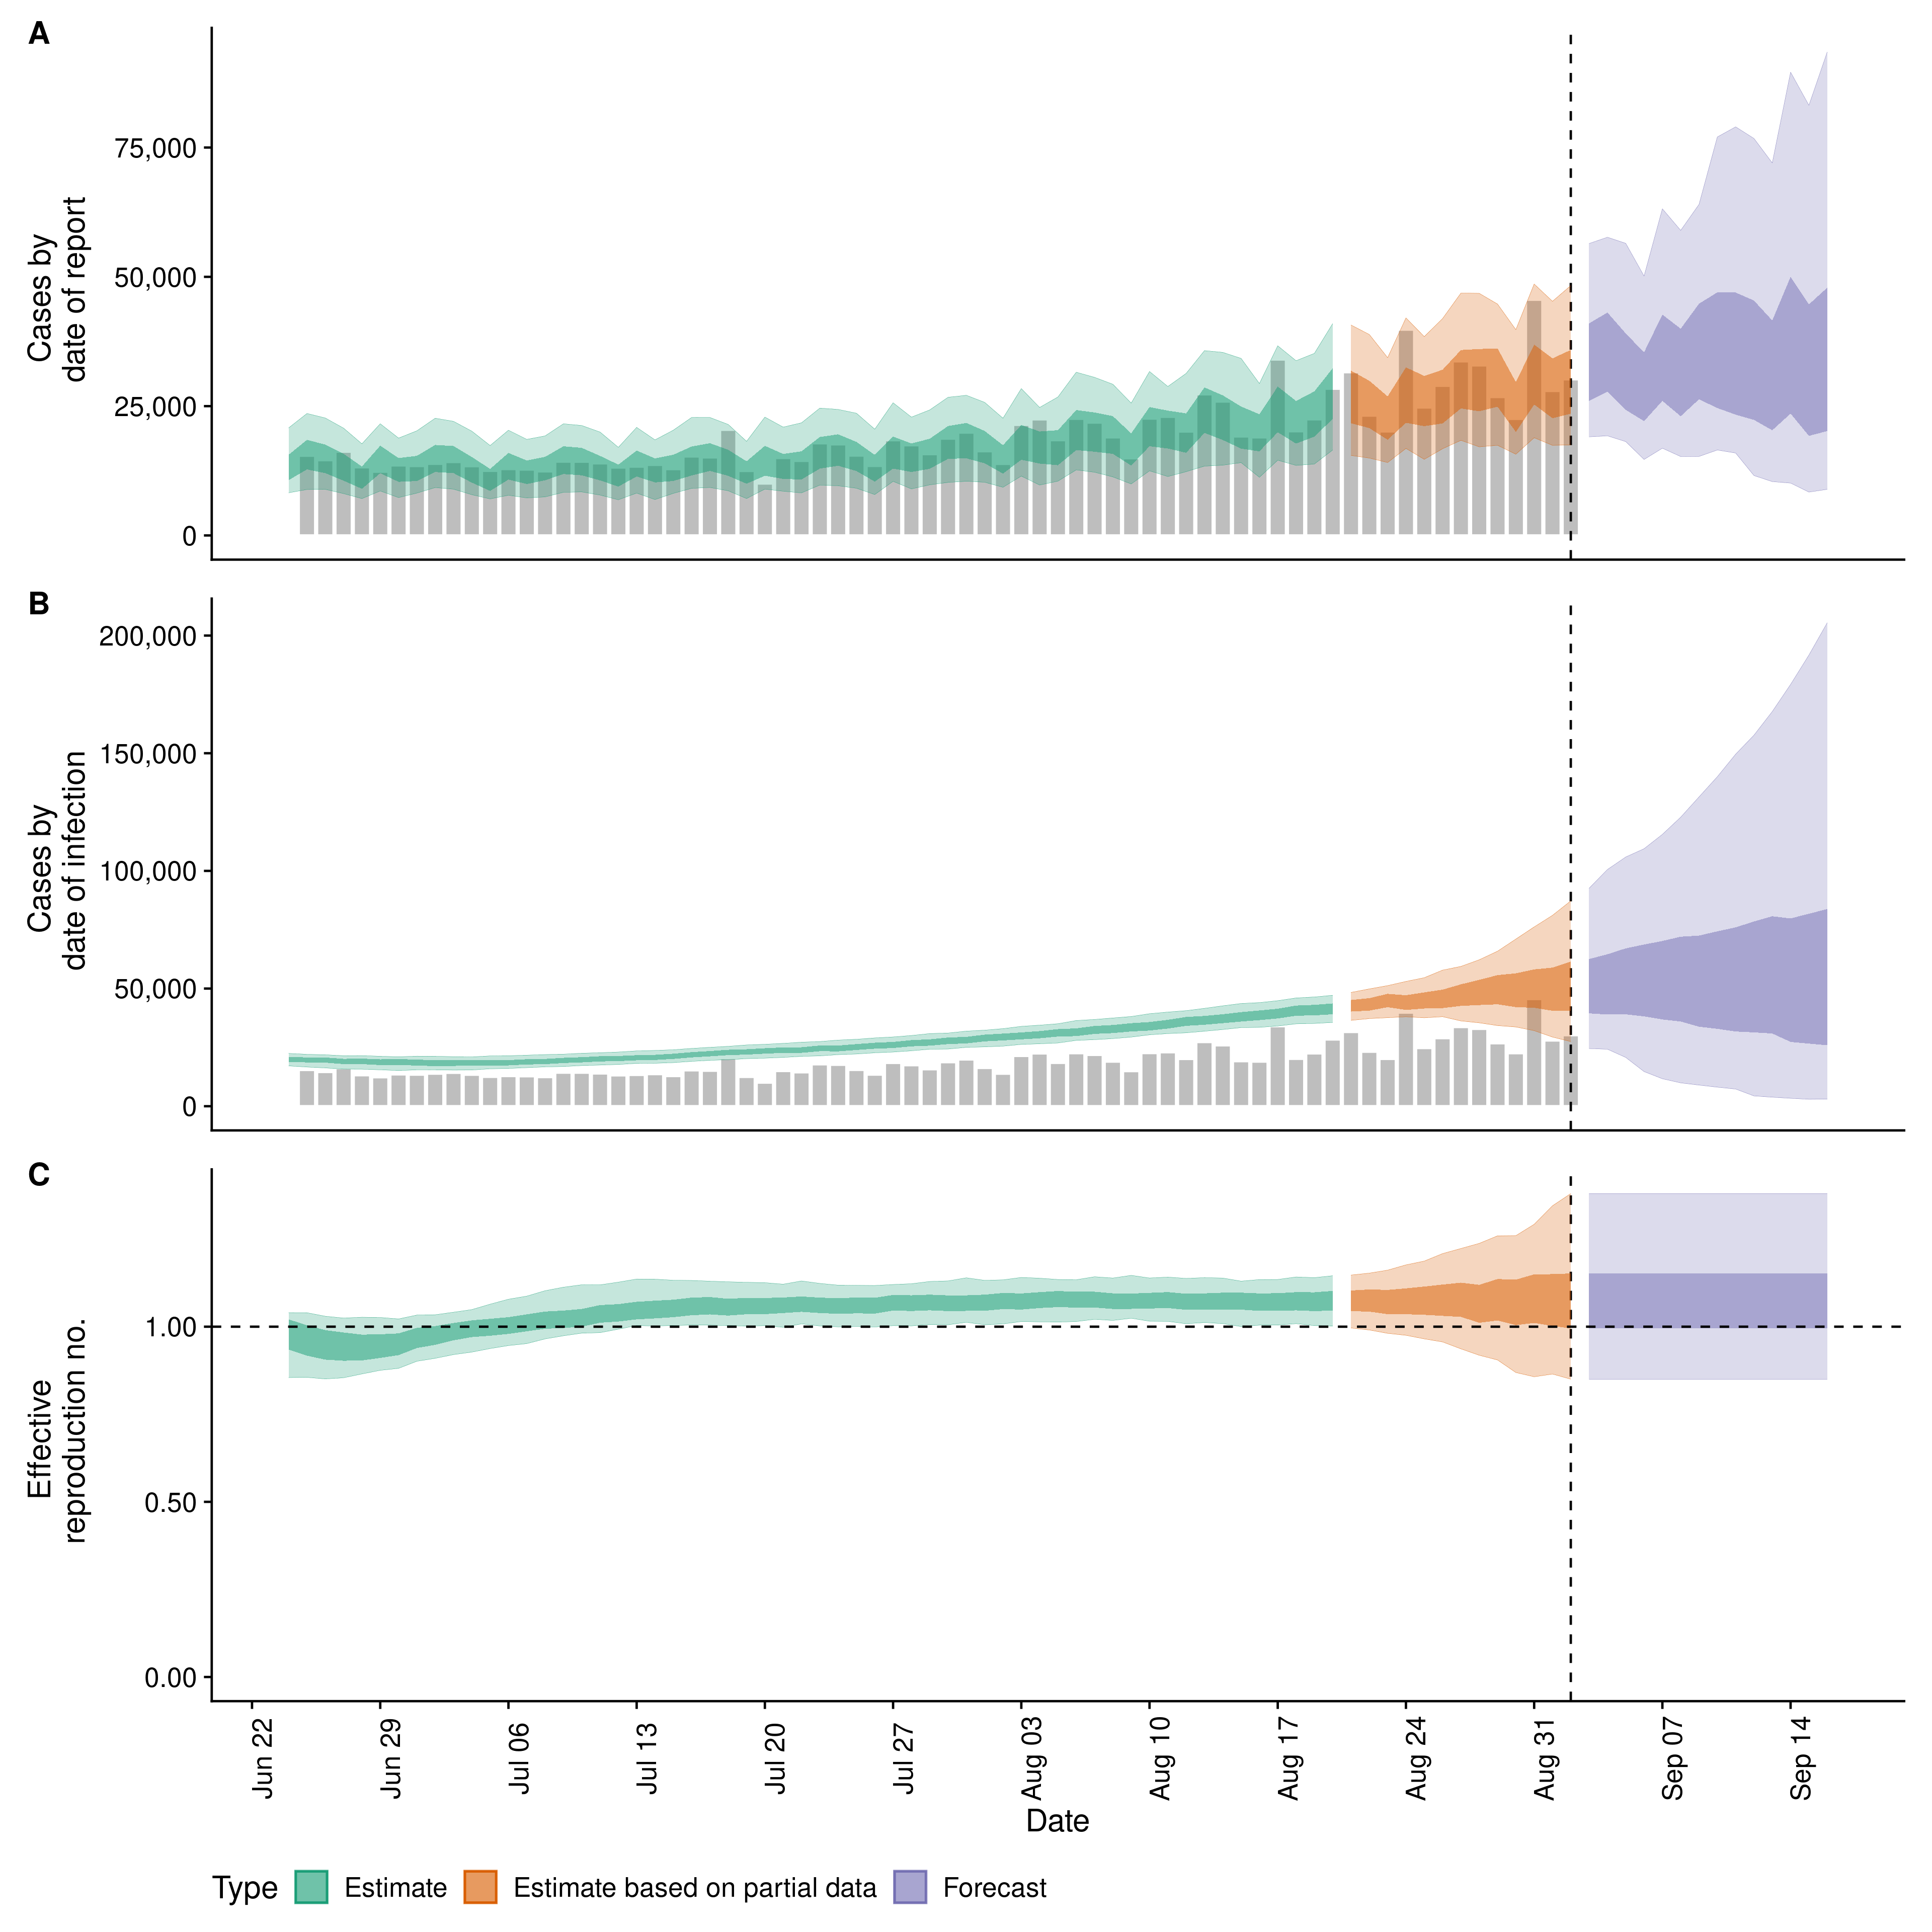 A
Cases by
date of report
75,000
50,000
25,000
0
B
Cases by
date of infection
200,000
150,000
100,000
50,000
0
C
Effective
reproduction no.
1.00
0.50
0.00
Jun 22
Jun 29
Jul 06
Jul 13
Jul 20
Jul 27
Aug 03
Aug 10
Aug 17
Aug 24
Aug 31
Sep 07
Sep 14
Date
Type Estimate Estimate based on partial data Forecast